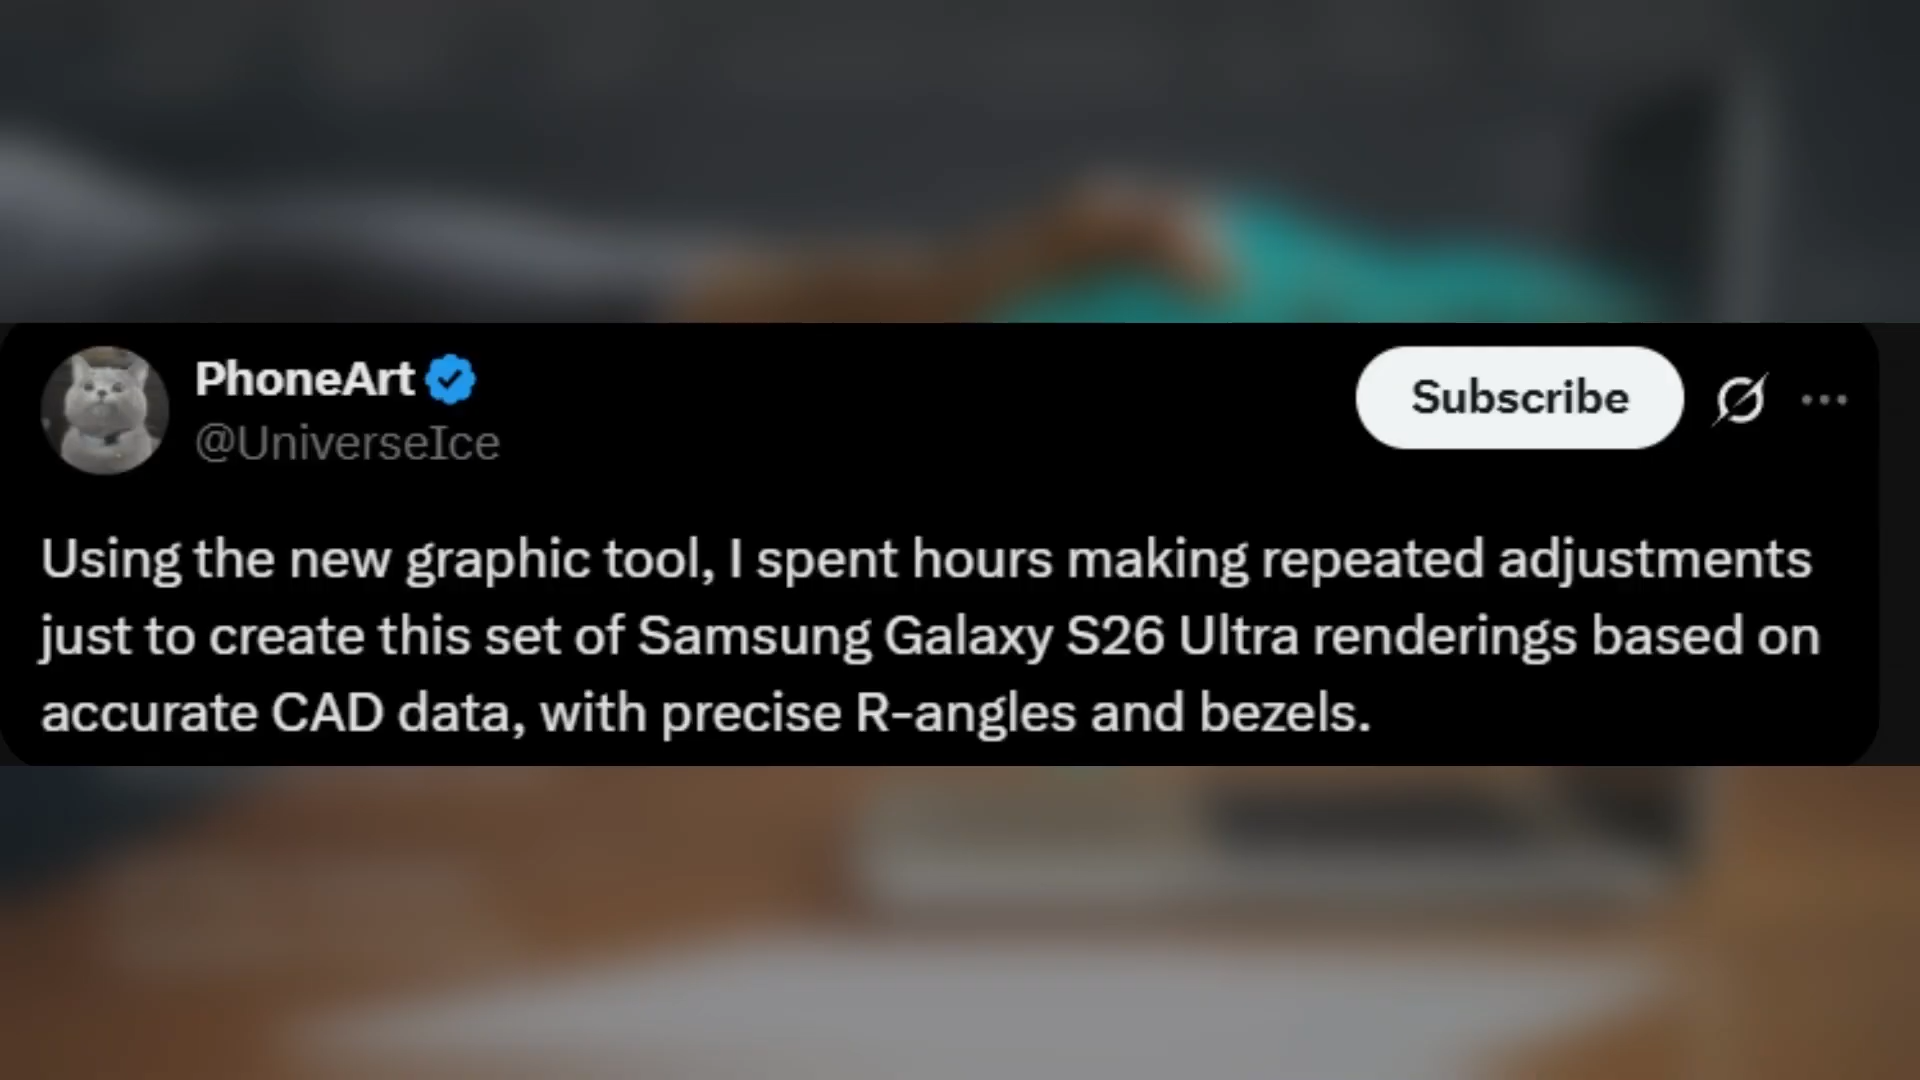 PhoneArt
Subscribe
@UniverseIce
Using the new graphic tool, I spent hours making repeated adjustments
just to create this set of Samsung Galaxy S26 Ultra renderings based on
accurate CAD data, with precise R-angles and bezels.